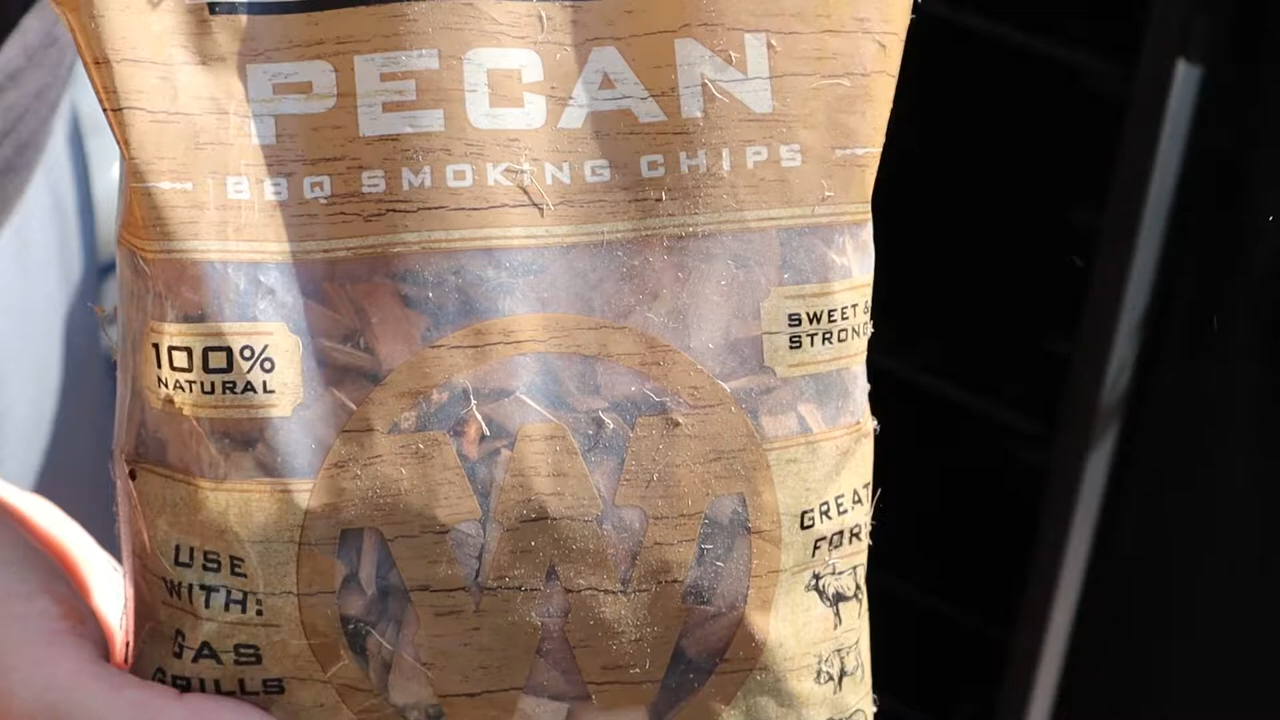 PECAN
BBQ SMOKING CHIPS
100%
NATURAL
SWEET &
STRONG
W
USE
WITH:
GAS
GRILLS
GREAT
FOR: